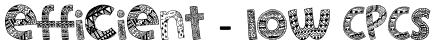 efficient - low cpcs